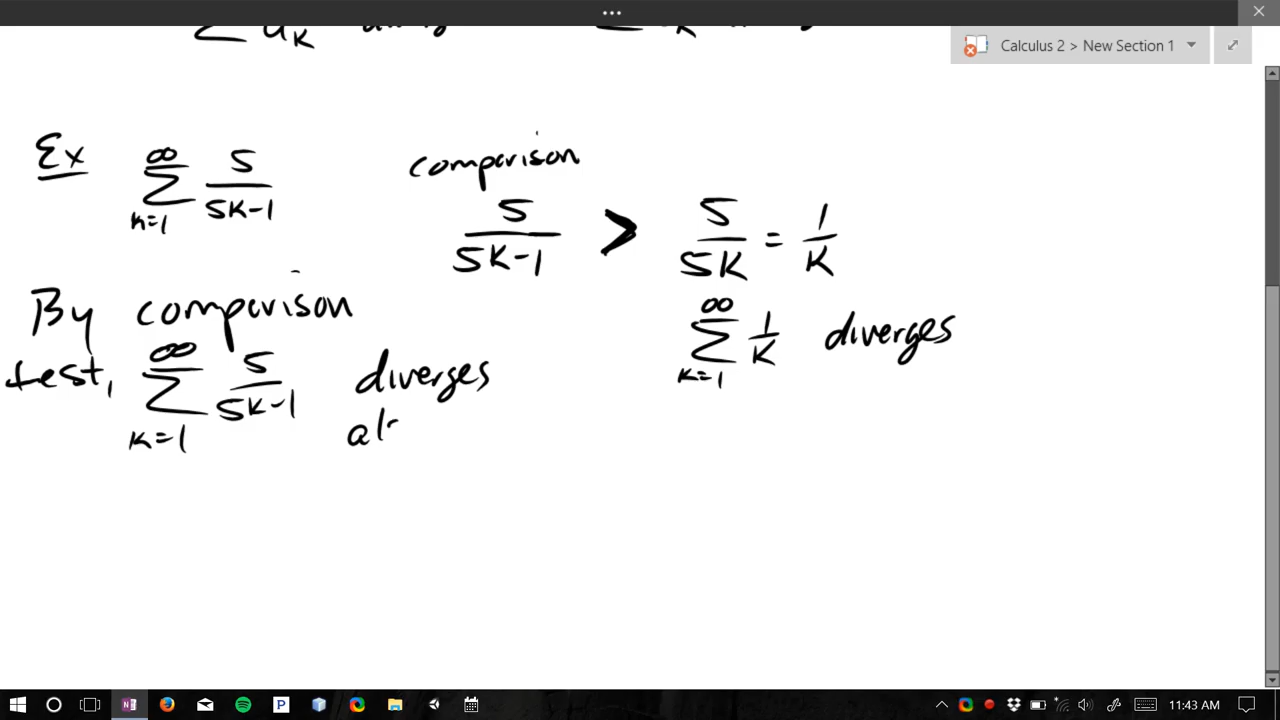 Calculus 2 > New Section 1
Ex ∞∑k=1 5/(5k-1)
comparison
5/(5k-1) > 5/5k = 1/k
∞∑k=1 1/k diverges
By comparison
test, ∞∑k=1 5/(5k-1) diverges
11:43 AM